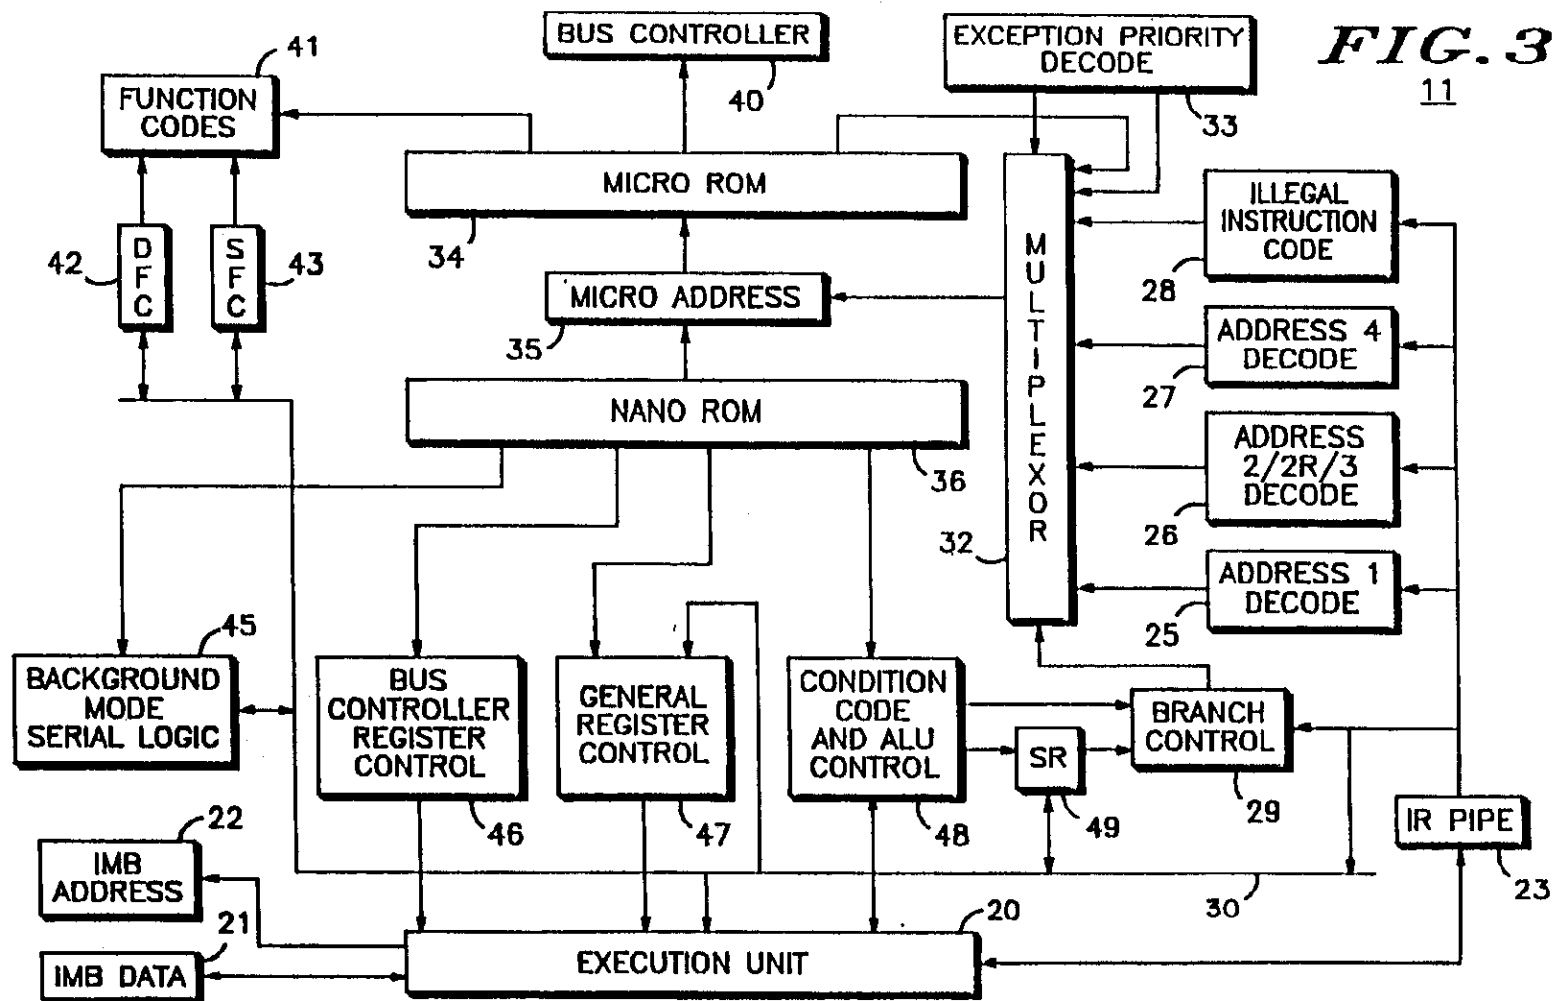 FIG. 3
11
BUS CONTROLLER
40
EXCEPTION PRIORITY
DECODE
33
41
FUNCTION
CODES
MICRO ROM
34
42
DFC
SFC
43
MICRO ADDRESS
35
NANO ROM
36
MULTIPLEXOR
32
ILLEGAL
INSTRUCTION
CODE
28
ADDRESS 4
DECODE
27
ADDRESS
2/2R/3
DECODE
26
ADDRESS 1
DECODE
25
45
BACKGROUND
MODE
SERIAL LOGIC
BUS
CONTROLLER
REGISTER
CONTROL
46
GENERAL
REGISTER
CONTROL
47
CONDITION
CODE
AND ALU
CONTROL
48
SR
49
BRANCH
CONTROL
29
IR PIPE
23
22
IMB
ADDRESS
21
IMB DATA
20
EXECUTION UNIT
30